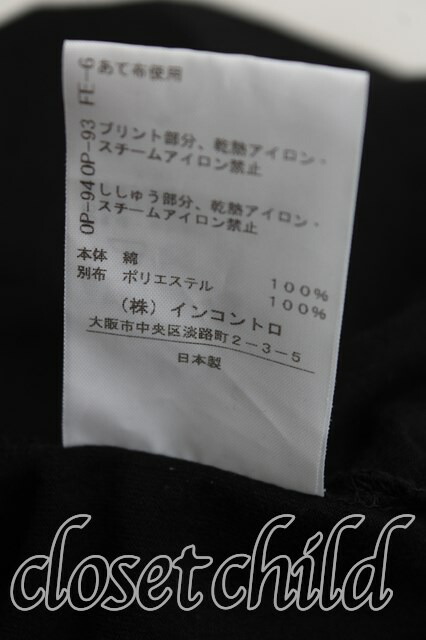 FE-6 あて布使用
OP-93 プリント部分、乾熱アイロン・
スチームアイロン禁止
OP-94 ししゅう部分、乾熱アイロン・
スチームアイロン禁止
本体 綿 100%
別布 ポリエステル 100%
(株)インコントロ
大阪市中央区淡路町2-3-5
日本製
closet child